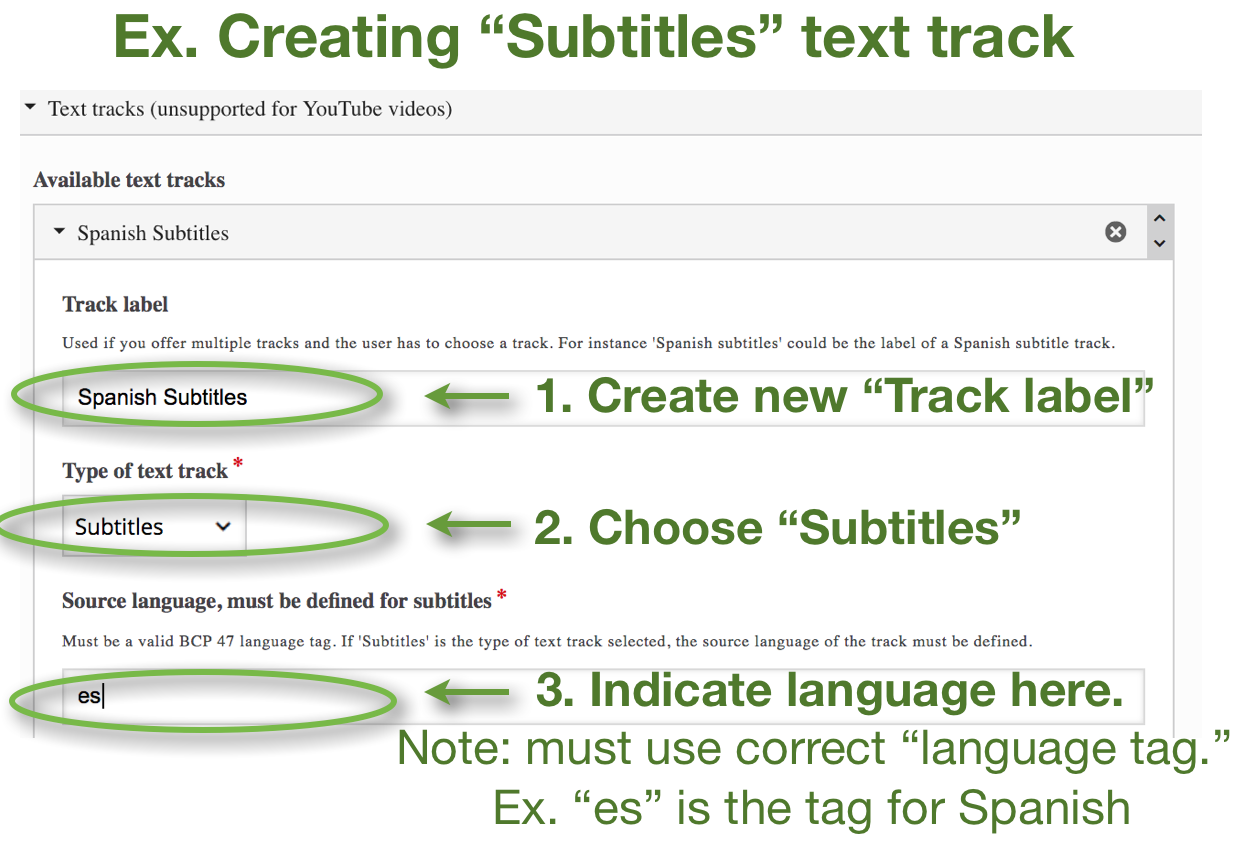 Ex. Creating “Subtitles” text track
Text tracks (unsupported for YouTube videos)
Available text tracks
Spanish Subtitles
Track label
Used if you offer multiple tracks and the user has to choose a track. For instance 'Spanish subtitles' could be the label of a Spanish subtitle track.
Spanish Subtitles
1. Create new “Track label”
Type of text track *
Subtitles
2. Choose “Subtitles”
Source language, must be defined for subtitles *
Must be a valid BCP 47 language tag. If 'Subtitles' is the type of text track selected, the source language of the track must be defined.
es
3. Indicate language here.
Note: must use correct “language tag.”
Ex. “es” is the tag for Spanish